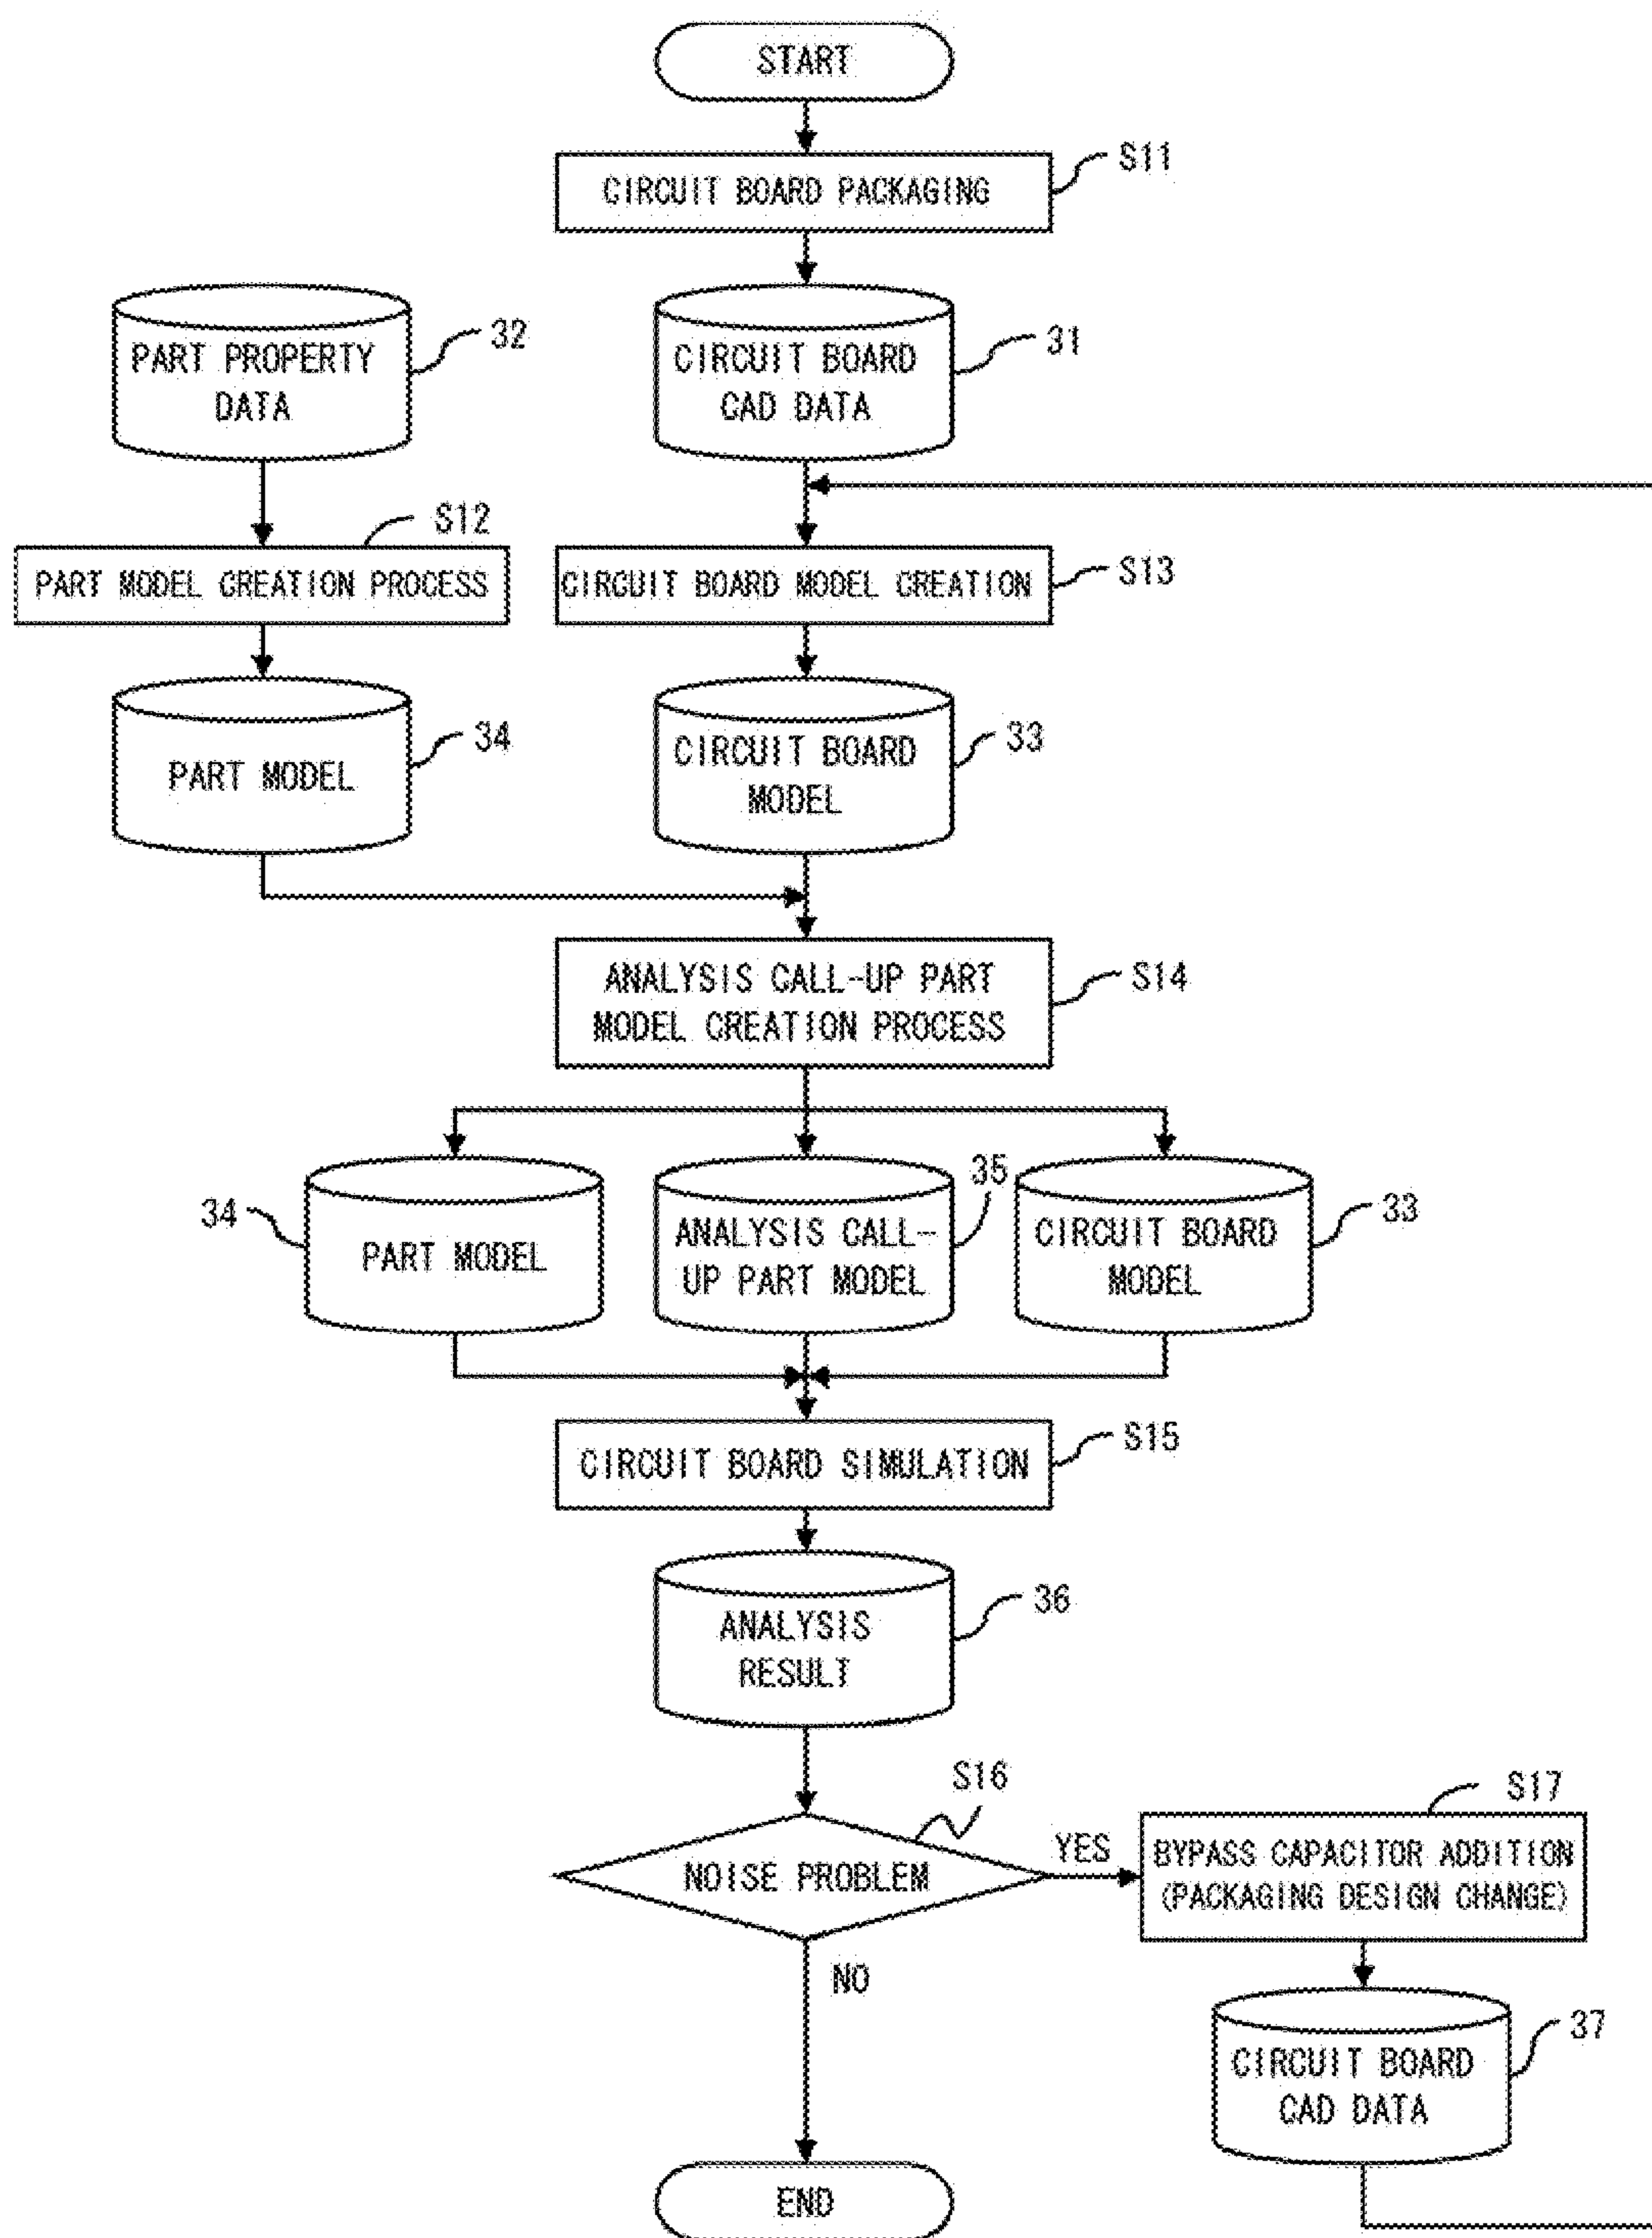 START
S11
CIRCUIT BOARD PACKAGING
32
PART PROPERTY
DATA
31
CIRCUIT BOARD
CAD DATA
S12
PART MODEL CREATION PROCESS
S13
CIRCUIT BOARD MODEL CREATION
34
PART MODEL
33
CIRCUIT BOARD
MODEL
S14
ANALYSIS CALL-UP PART
MODEL CREATION PROCESS
34
PART MODEL
35
ANALYSIS CALL-
UP PART MODEL
33
CIRCUIT BOARD
MODEL
S15
CIRCUIT BOARD SIMULATION
36
ANALYSIS
RESULT
S16
NOISE PROBLEM
YES
S17
BYPASS CAPACITOR ADDITION
(PACKAGING DESIGN CHANGE)
NO
37
CIRCUIT BOARD
CAD DATA
END